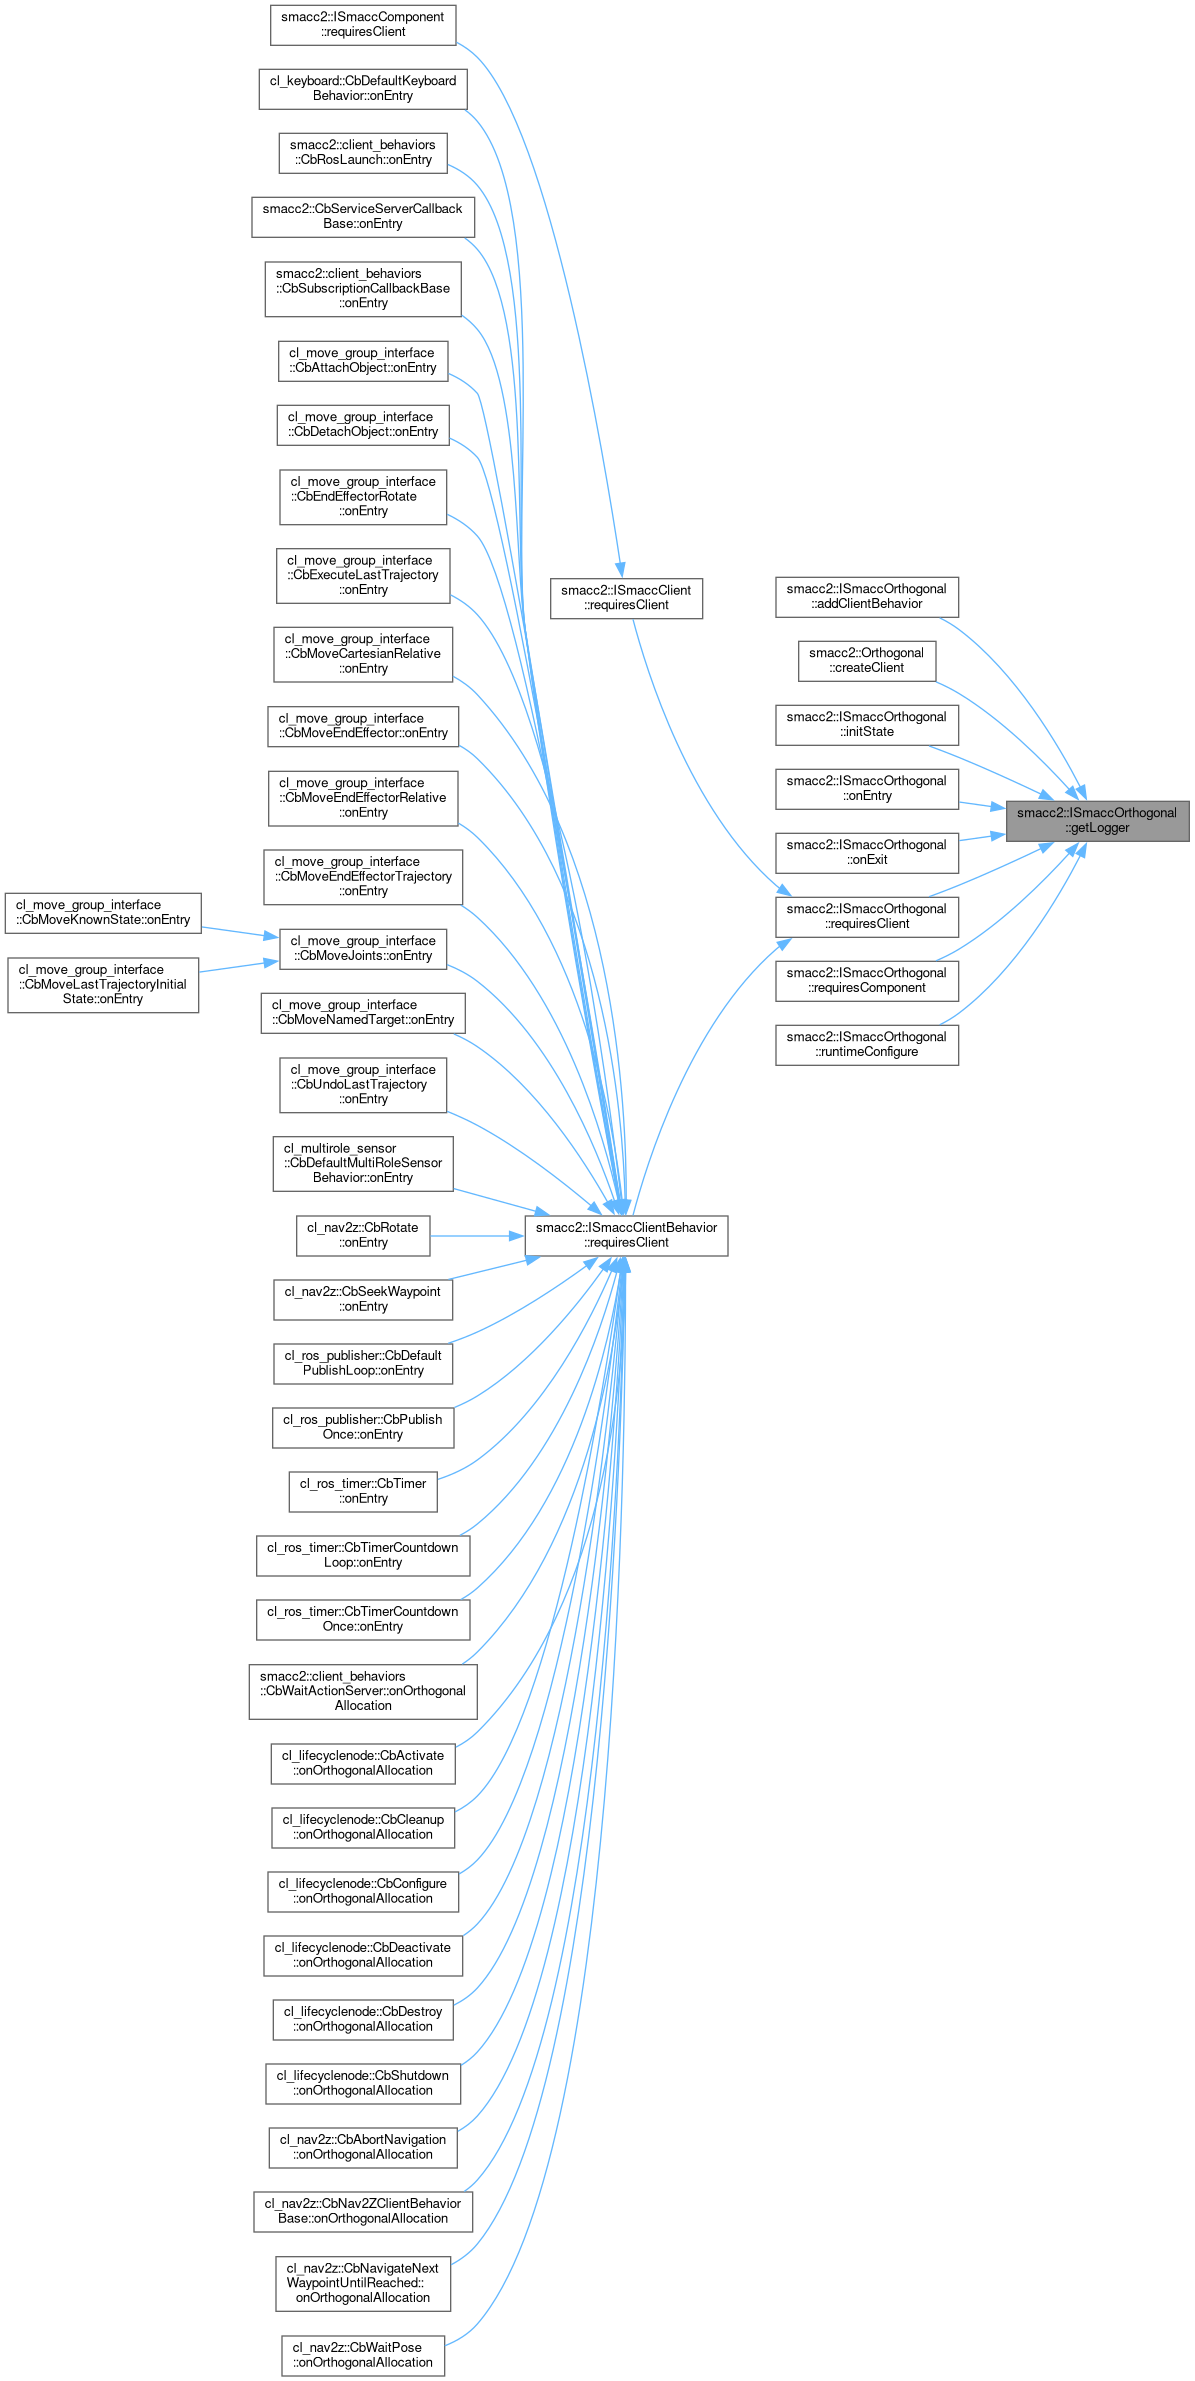 smacc2::ISmaccComponent
::requiresClient
cl_keyboard::CbDefaultKeyboard
Behavior::onEntry
smacc2::client_behaviors
::CbRosLaunch::onEntry
smacc2::CbServiceServerCallback
Base::onEntry
smacc2::client_behaviors
::CbSubscriptionCallbackBase
::onEntry
cl_move_group_interface
::CbAttachObject::onEntry
cl_move_group_interface
::CbDetachObject::onEntry
cl_move_group_interface
::CbEndEffectorRotate
::onEntry
cl_move_group_interface
::CbExecuteLastTrajectory
::onEntry
cl_move_group_interface
::CbMoveCartesianRelative
::onEntry
cl_move_group_interface
::CbMoveEndEffector::onEntry
cl_move_group_interface
::CbMoveEndEffectorRelative
::onEntry
cl_move_group_interface
::CbMoveEndEffectorTrajectory
::onEntry
cl_move_group_interface
::CbMoveKnownState::onEntry
cl_move_group_interface
::CbMoveLastTrajectoryInitial
State::onEntry
cl_move_group_interface
::CbMoveJoints::onEntry
cl_move_group_interface
::CbMoveNamedTarget::onEntry
cl_move_group_interface
::CbUndoLastTrajectory
::onEntry
cl_multirole_sensor
::CbDefaultMultiRoleSensor
Behavior::onEntry
cl_nav2z::CbRotate
::onEntry
cl_nav2z::CbSeekWaypoint
::onEntry
cl_ros_publisher::CbDefault
PublishLoop::onEntry
cl_ros_publisher::CbPublish
Once::onEntry
cl_ros_timer::CbTimer
::onEntry
cl_ros_timer::CbTimerCountdown
Loop::onEntry
cl_ros_timer::CbTimerCountdown
Once::onEntry
smacc2::client_behaviors
::CbWaitActionServer::onOrthogonal
Allocation
cl_lifecyclenode::CbActivate
::onOrthogonalAllocation
cl_lifecyclenode::CbCleanup
::onOrthogonalAllocation
cl_lifecyclenode::CbConfigure
::onOrthogonalAllocation
cl_lifecyclenode::CbDeactivate
::onOrthogonalAllocation
cl_lifecyclenode::CbDestroy
::onOrthogonalAllocation
cl_lifecyclenode::CbShutdown
::onOrthogonalAllocation
cl_nav2z::CbAbortNavigation
::onOrthogonalAllocation
cl_nav2z::CbNav2ZClientBehavior
Base::onOrthogonalAllocation
cl_nav2z::CbNavigateNext
WaypointUntilReached::
onOrthogonalAllocation
cl_nav2z::CbWaitPose
::onOrthogonalAllocation
smacc2::ISmaccClient
::requiresClient
smacc2::ISmaccClientBehavior
::requiresClient
smacc2::ISmaccOrthogonal
::addClientBehavior
smacc2::Orthogonal
::createClient
smacc2::ISmaccOrthogonal
::initState
smacc2::ISmaccOrthogonal
::onEntry
smacc2::ISmaccOrthogonal
::onExit
smacc2::ISmaccOrthogonal
::requiresClient
smacc2::ISmaccOrthogonal
::requiresComponent
smacc2::ISmaccOrthogonal
::runtimeConfigure
smacc2::ISmaccOrthogonal
::getLogger